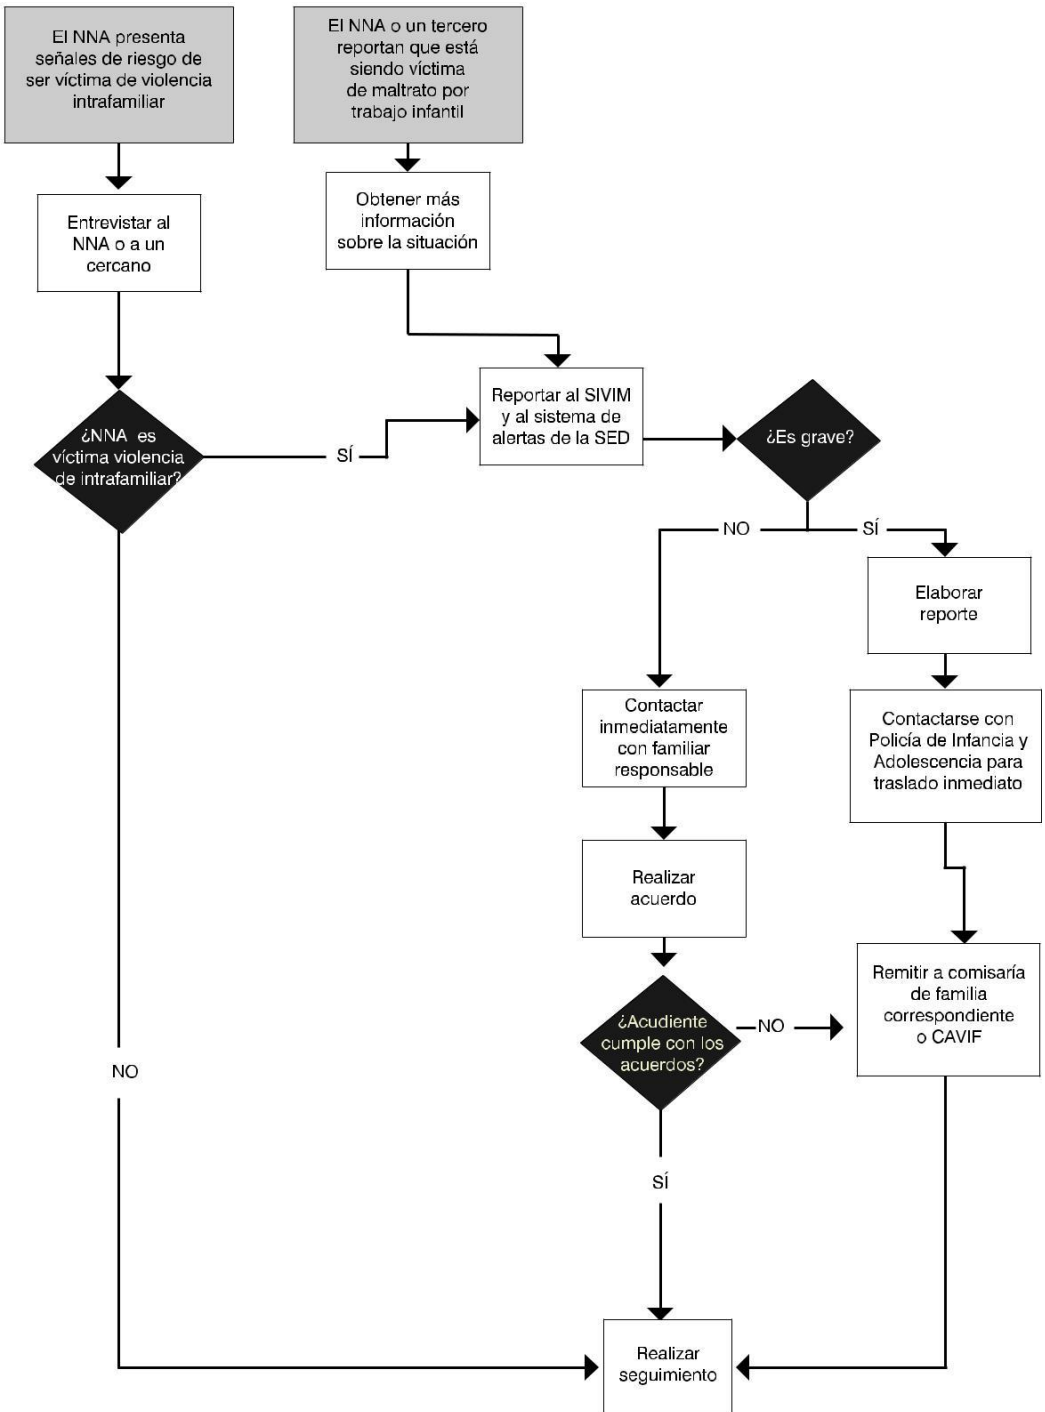 El NNA presenta
señales de riesgo de
ser víctima de violencia
intrafamiliar
El NNA o un tercero
reportan que está
siendo víctima
de maltrato por
trabajo infantil
Entrevistar al
NNA o a un
cercano
Obtener más
información
sobre la situación
¿NNA es
víctima violencia
de intrafamiliar?
SÍ
Reportar al SIVIM
y al sistema de
alertas de la SED
¿Es grave?
NO
SÍ
Elaborar
reporte
Contactar
inmediatamente
con familiar
responsable
Contactarse con
Policía de Infancia y
Adolescencia para
traslado inmediato
Realizar
acuerdo
¿Acudiente
cumple con los
acuerdos?
NO
Remitir a comisaría
de familia
correspondiente
o CAVIF
NO
SÍ
Realizar
seguimiento